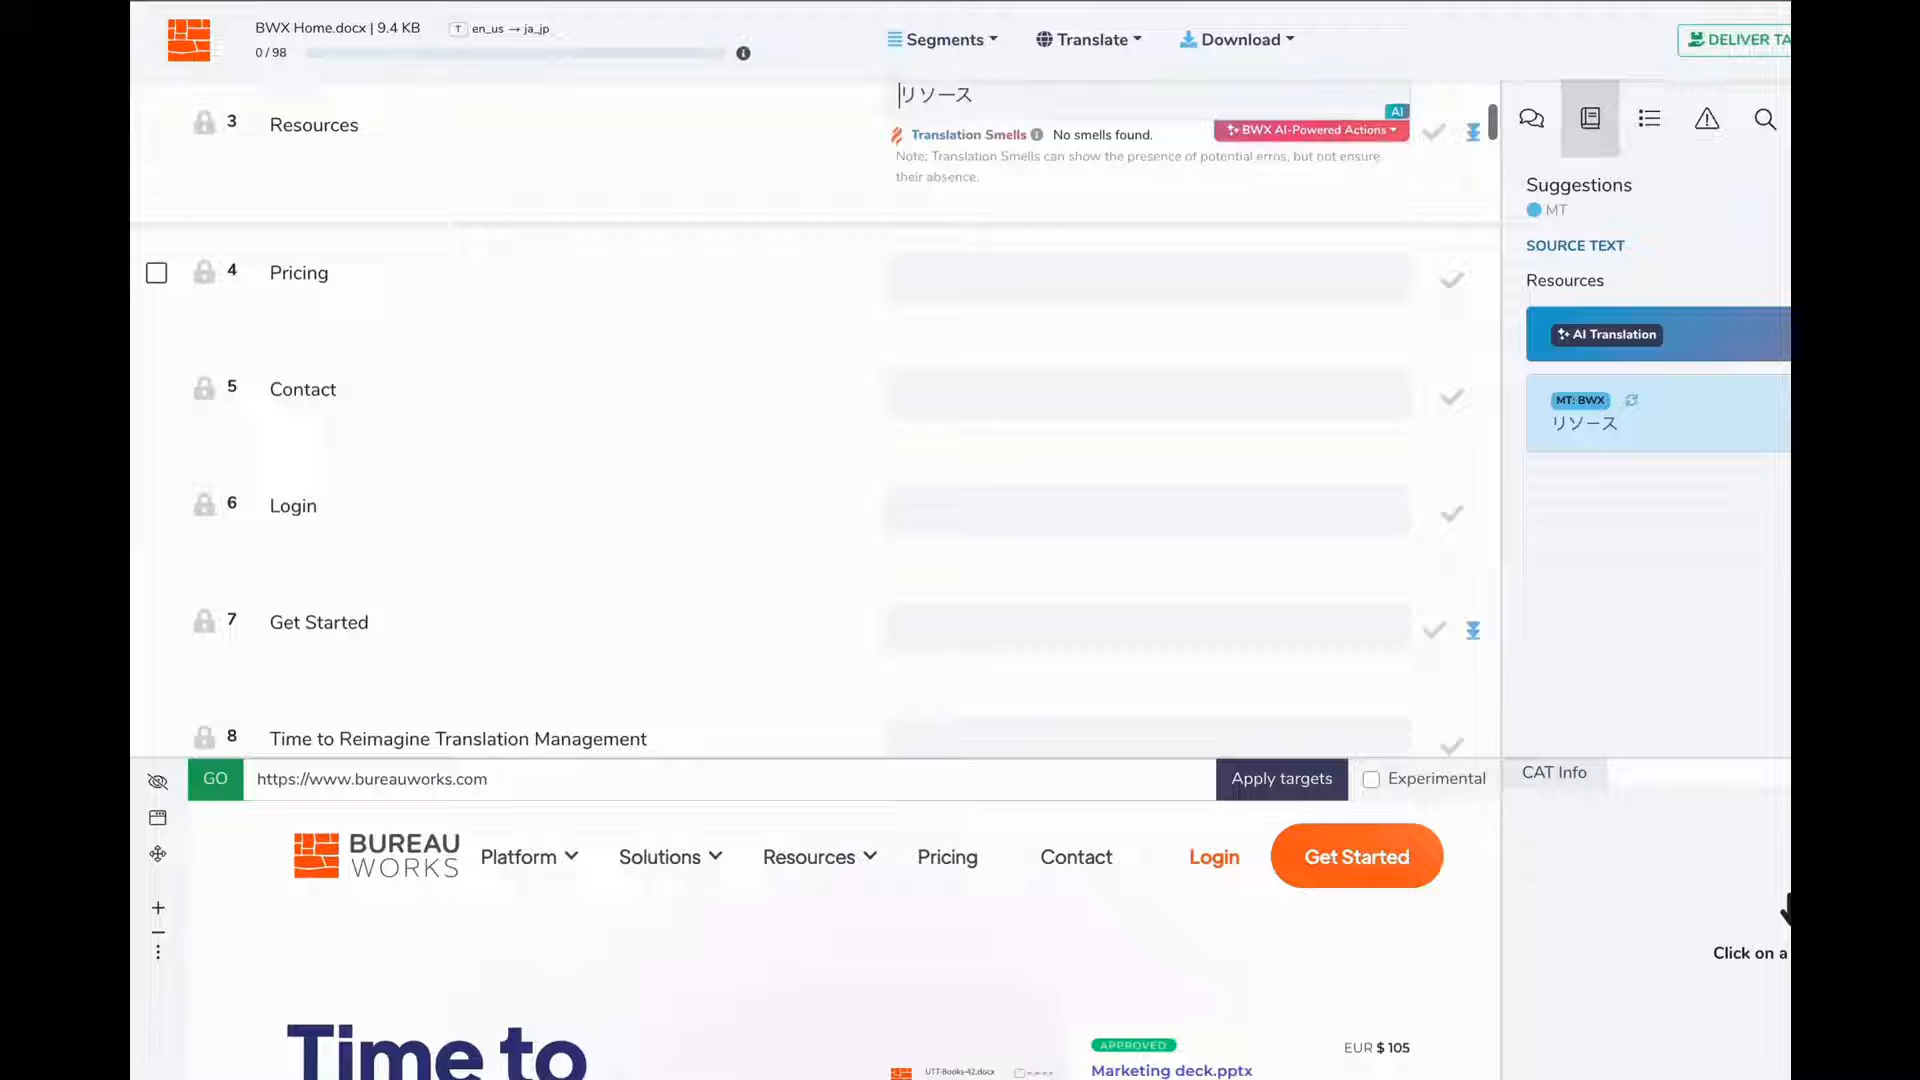 BWX Home.docx | 9.4 KB
T en_us → ja_jp
0 / 98
Segments
Translate
Download
DELIVER TA
3
Resources
リソース
AI
Translation Smells
No smells found.
BWX AI-Powered Actions
Note: Translation Smells can show the presence of potential erros, but not ensure
their absence.
4
Pricing
5
Contact
6
Login
7
Get Started
8
Time to Reimagine Translation Management
Suggestions
MT
SOURCE TEXT
Resources
AI Translation
MT: BWX
リソース
GO
https://www.bureauworks.com
Apply targets
Experimental
CAT Info
BUREAU
WORKS
Platform
Solutions
Resources
Pricing
Contact
Login
Get Started
Click on a
Time to
APPROVED
EUR $ 105
UTT-Books-42.docx
Marketing deck.pptx